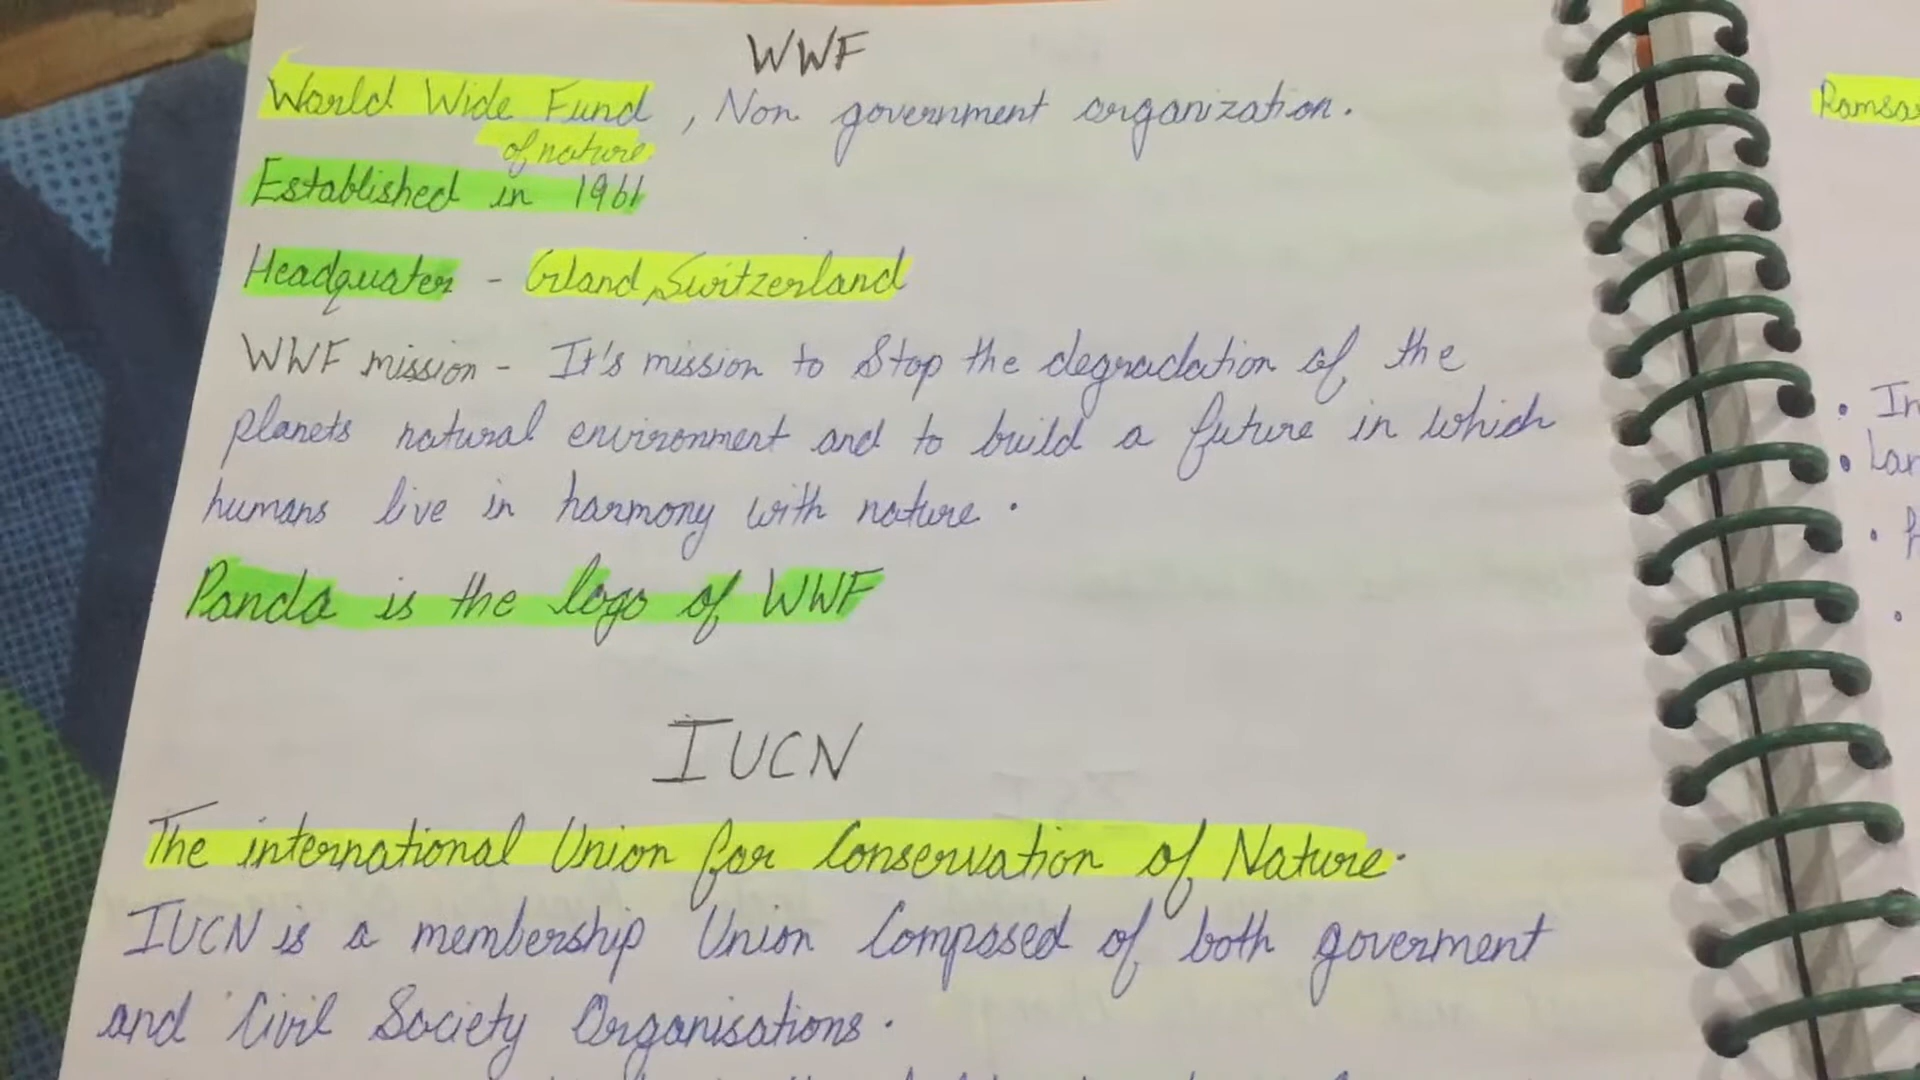 WWF
World Wide Fund, Non government organization.
of nature
Established in 1961
Headquater - Gland, Switzerland
WWF mission - It's mission to Stop the degradation of the
planets natural environment and to build a future in which
humans live in harmony with nature.
Panda is the logo of WWF
IUCN
The international Union for Conservation of Nature.
IUCN is a membership Union Composed of both goverment
and Civil Society Organisations.